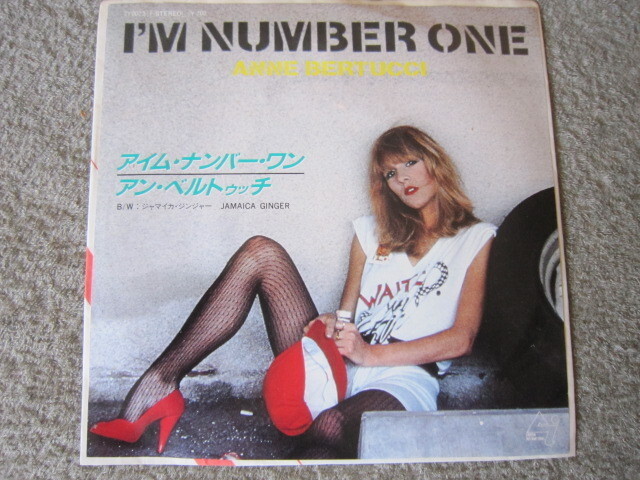 I'M NUMBER ONE
ANNE BERTUCCI
アイム・ナンバー・ワン
アン・ベルトゥッチ
B/W：ジャマイカ・ジンジャー JAMAICA GINGER
WAIT